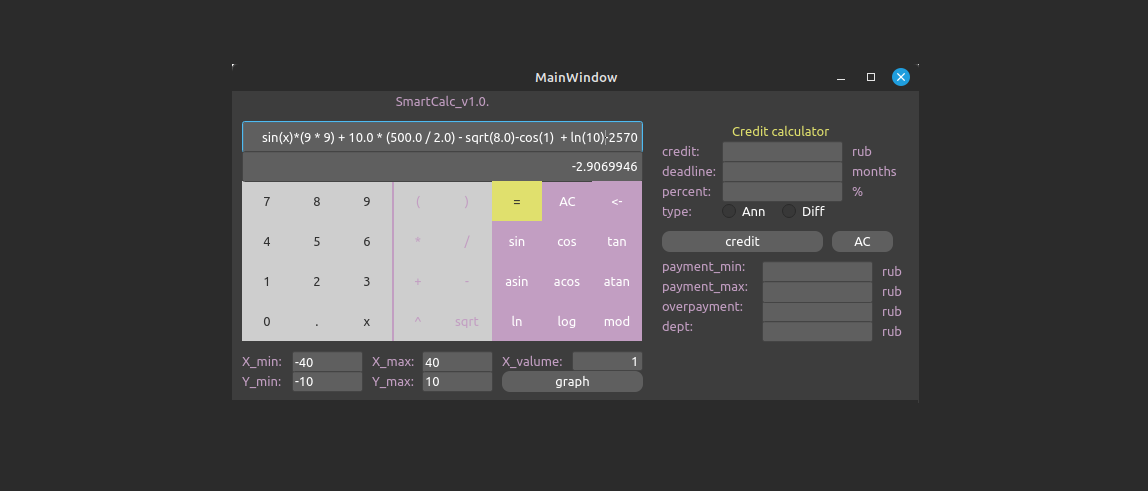 MainWindow
SmartCalc_v1.0.
sin(x)*(9 * 9) + 10.0 * (500.0 / 2.0) - sqrt(8.0)-cos(1)  + ln(10)-2570
-2.9069946
7 8 9 ( ) = AC <-
4 5 6 * / sin cos tan
1 2 3 + - asin acos atan
0 . x ^ sqrt ln log mod
X_min: -40 X_max: 40 X_valume: 1
Y_min: -10 Y_max: 10 graph
Credit calculator
credit: rub
deadline: months
percent: %
type: Ann Diff
credit AC
payment_min: rub
payment_max: rub
overpayment: rub
dept: rub